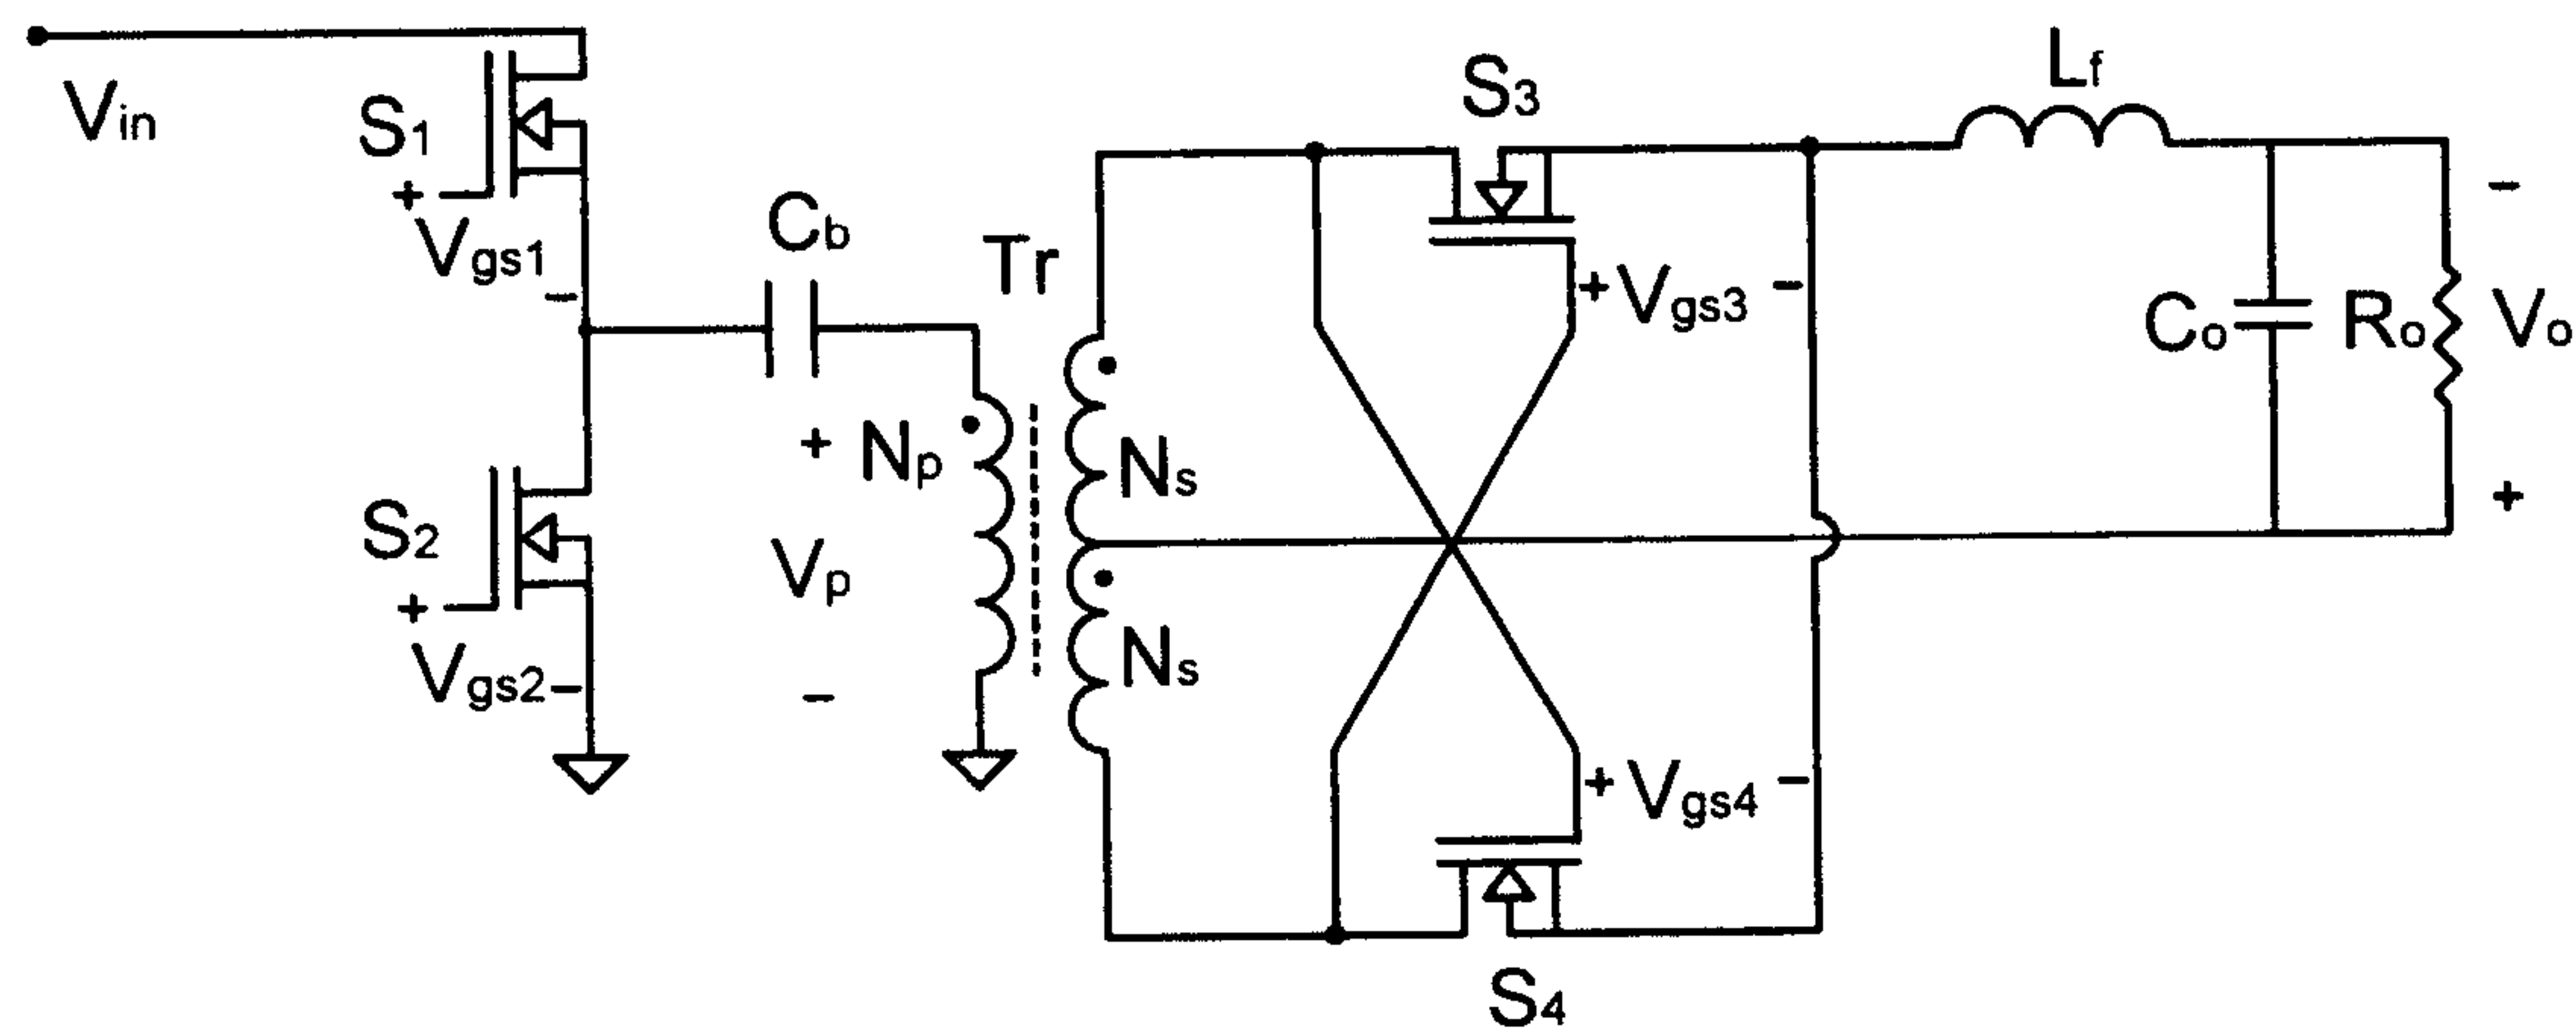 Vin
S1
+
Vgs1
-
S2
+
Vgs2
-
Cb
Tr
+
Np
Vp
-
Ns
Ns
S3
+ Vgs3 -
+ Vgs4 -
S4
Lf
Co
Ro
-
Vo
+